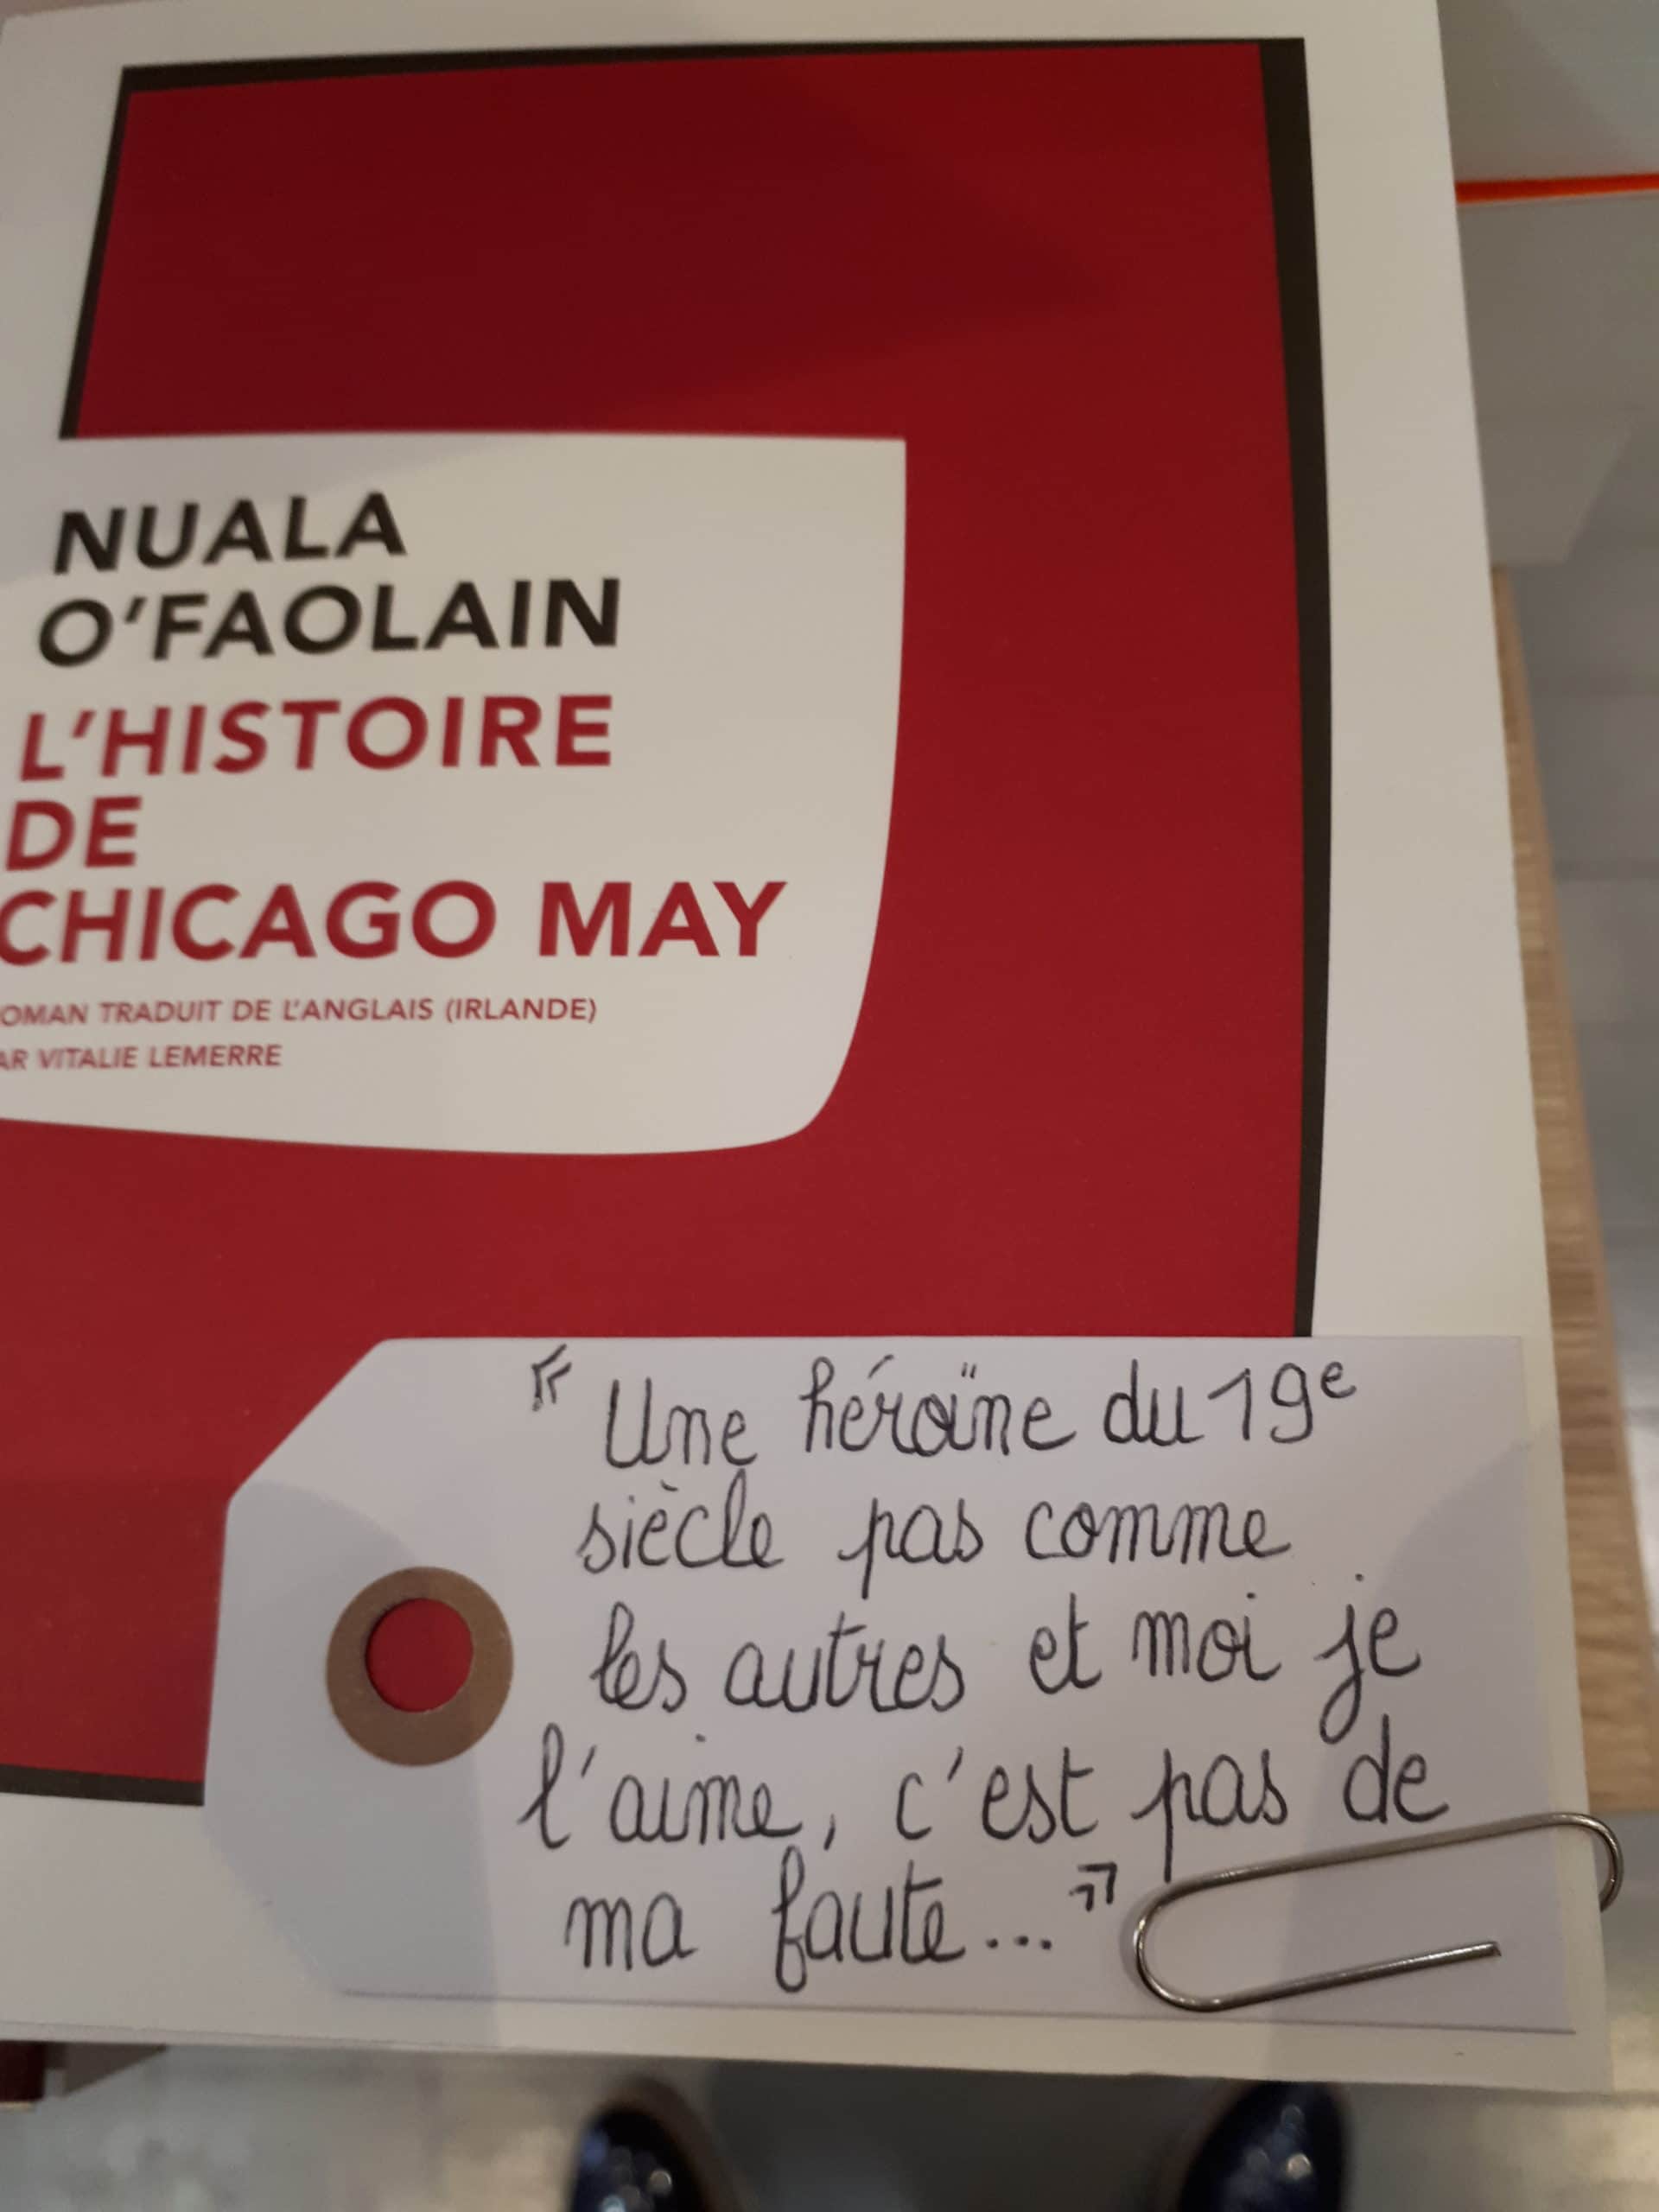 NUALA
O'FAOLAIN
L'HISTOIRE
DE
CHICAGO MAY
OMAN TRADUIT DE L'ANGLAIS (IRLANDE)
AR VITALIE LEMERRE
« Une héroïne du 19e
siècle pas comme
les autres et moi je
l'aime, c'est pas de
ma faute... »